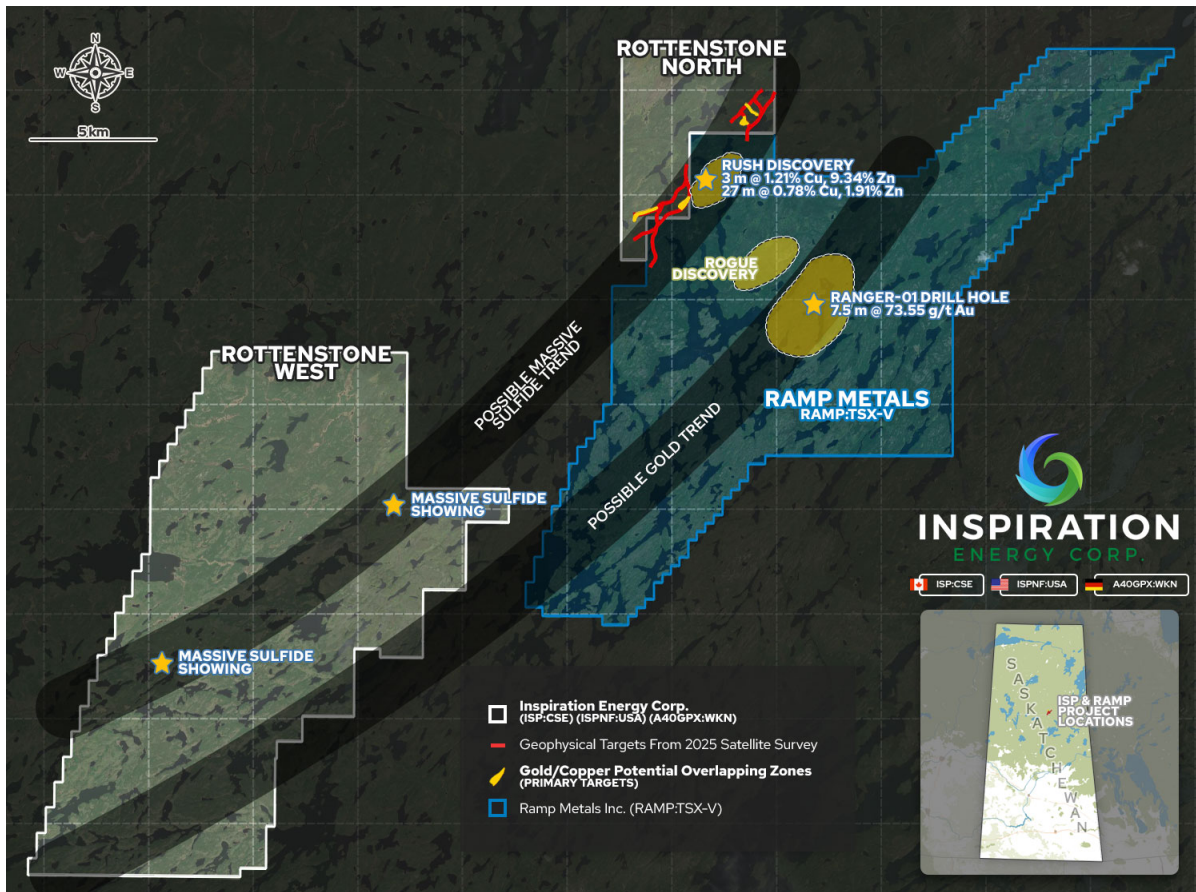 N
W
E
S
5km
ROTTENSTONE
NORTH
RUSH DISCOVERY
3 m @ 1.21% Cu, 9.34% Zn
27 m @ 0.78% Cu, 1.91% Zn
ROGUE
DISCOVERY
RANGER-01 DRILL HOLE
7.5 m @ 73.55 g/t Au
ROTTENSTONE
WEST
POSSIBLE MASSIVE
SULFIDE TREND
RAMP METALS
RAMP:TSX-V
POSSIBLE GOLD TREND
MASSIVE SULFIDE
SHOWING
MASSIVE SULFIDE
SHOWING
INSPIRATION
ENERGY CORP.
ISP:CSE
ISPNF:USA
A40GPX:WKN
Inspiration Energy Corp.
(ISP:CSE) (ISPNF:USA) (A40GPX:WKN)
Geophysical Targets From 2025 Satellite Survey
Gold/Copper Potential Overlapping Zones
(PRIMARY TARGETS)
Ramp Metals Inc. (RAMP:TSX-V)
SASKATCHEWAN
ISP & RAMP
PROJECT
LOCATIONS